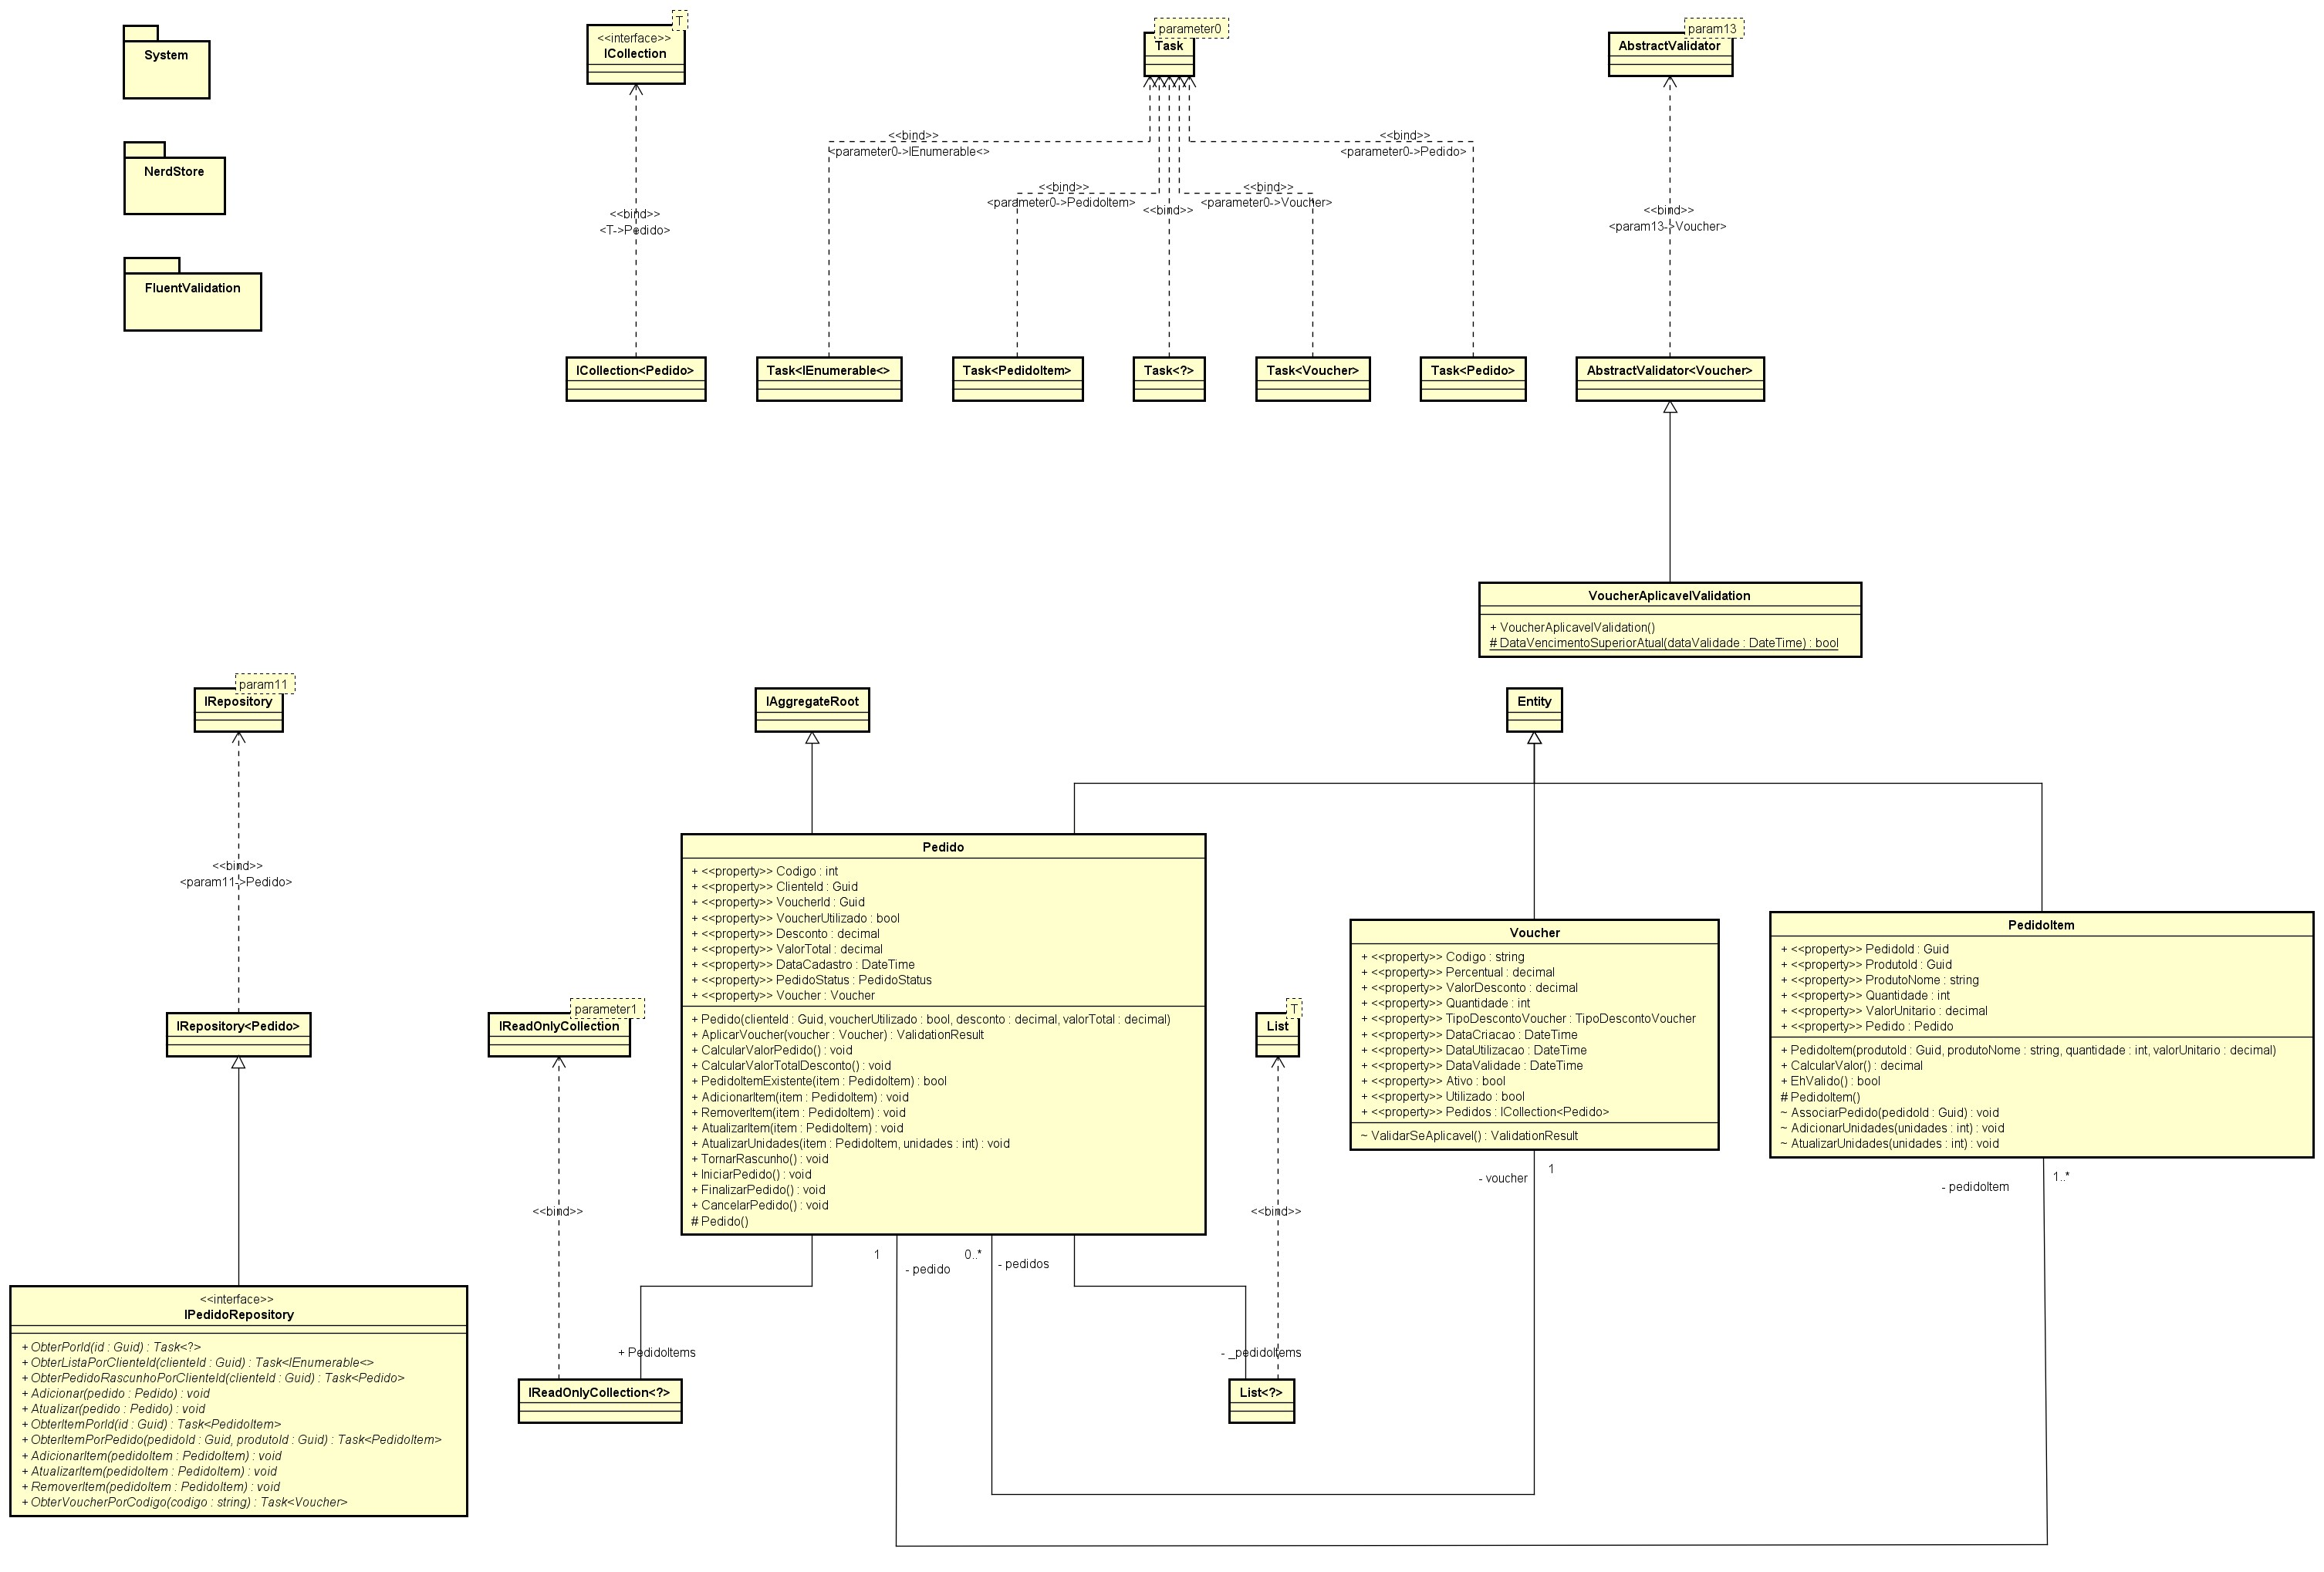 System
NerdStore
FluentValidation
T
<<interface>>
ICollection
<<bind>>
<T->Pedido>
ICollection<Pedido>
parameter0
Task
<<bind>>
<parameter0->IEnumerable<>
<<bind>>
<parameter0->PedidoItem>
<<bind>>
<<bind>>
<parameter0->Voucher>
<<bind>>
<parameter0->Pedido>
Task<IEnumerable<>
Task<PedidoItem>
Task<?>
Task<Voucher>
Task<Pedido>
param13
AbstractValidator
<<bind>>
<param13->Voucher>
AbstractValidator<Voucher>
VoucherAplicavelValidation
+ VoucherAplicavelValidation()
# DataVencimentoSuperiorAtual(dataValidade : DateTime) : bool
param11
IRepository
<<bind>>
<param11->Pedido>
IRepository<Pedido>
<<interface>>
IPedidoRepository
+ ObterPorId(id : Guid) : Task<?>
+ ObterListaPorClienteId(clienteId : Guid) : Task<IEnumerable<>
+ ObterPedidoRascunhoPorClienteId(clienteId : Guid) : Task<Pedido>
+ Adicionar(pedido : Pedido) : void
+ Atualizar(pedido : Pedido) : void
+ ObterItemPorId(id : Guid) : Task<PedidoItem>
+ ObterItemPorPedido(pedidoId : Guid, produtoId : Guid) : Task<PedidoItem>
+ AdicionarItem(pedidoItem : PedidoItem) : void
+ AtualizarItem(pedidoItem : PedidoItem) : void
+ RemoverItem(pedidoItem : PedidoItem) : void
+ ObterVoucherPorCodigo(codigo : string) : Task<Voucher>
parameter1
IReadOnlyCollection
<<bind>>
+ PedidoItems
IReadOnlyCollection<?>
IAggregateRoot
Entity
Pedido
+ <<property>> Codigo : int
+ <<property>> ClienteId : Guid
+ <<property>> VoucherId : Guid
+ <<property>> VoucherUtilizado : bool
+ <<property>> Desconto : decimal
+ <<property>> ValorTotal : decimal
+ <<property>> DataCadastro : DateTime
+ <<property>> PedidoStatus : PedidoStatus
+ <<property>> Voucher : Voucher
+ Pedido(clienteId : Guid, voucherUtilizado : bool, desconto : decimal, valorTotal : decimal)
+ AplicarVoucher(voucher : Voucher) : ValidationResult
+ CalcularValorPedido() : void
+ CalcularValorTotalDesconto() : void
+ PedidoItemExistente(item : PedidoItem) : bool
+ AdicionarItem(item : PedidoItem) : void
+ RemoverItem(item : PedidoItem) : void
+ AtualizarItem(item : PedidoItem) : void
+ AtualizarUnidades(item : PedidoItem, unidades : int) : void
+ TornarRascunho() : void
+ IniciarPedido() : void
+ FinalizarPedido() : void
+ CancelarPedido() : void
# Pedido()
1
- pedido
0..*
- pedidos
T
List
<<bind>>
- _pedidoItems
List<?>
Voucher
+ <<property>> Codigo : string
+ <<property>> Percentual : decimal
+ <<property>> ValorDesconto : decimal
+ <<property>> Quantidade : int
+ <<property>> TipoDescontoVoucher : TipoDescontoVoucher
+ <<property>> DataCriacao : DateTime
+ <<property>> DataUtilizacao : DateTime
+ <<property>> DataValidade : DateTime
+ <<property>> Ativo : bool
+ <<property>> Utilizado : bool
+ <<property>> Pedidos : ICollection<Pedido>
~ ValidarSeAplicavel() : ValidationResult
- voucher
1
PedidoItem
+ <<property>> PedidoId : Guid
+ <<property>> ProdutoId : Guid
+ <<property>> ProdutoNome : string
+ <<property>> Quantidade : int
+ <<property>> ValorUnitario : decimal
+ <<property>> Pedido : Pedido
+ PedidoItem(produtoId : Guid, produtoNome : string, quantidade : int, valorUnitario : decimal)
+ CalcularValor() : decimal
+ EhValido() : bool
# PedidoItem()
~ AssociarPedido(pedidoId : Guid) : void
~ AdicionarUnidades(unidades : int) : void
~ AtualizarUnidades(unidades : int) : void
- pedidoItem
1..*